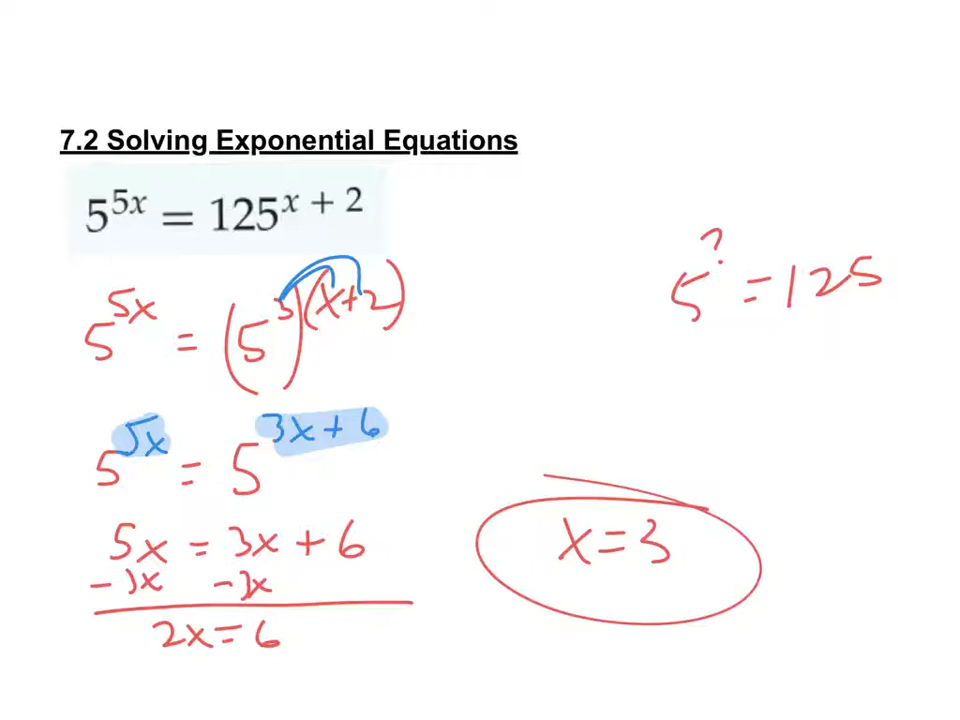 7.2 Solving Exponential Equations
5^{5x} = 125^{x + 2}
5^{5x} = (5^3)^{(x+2)}
5^? = 125
5^{5x} = 5^{3x+6}
5x = 3x + 6
-3x -3x
2x = 6
x = 3